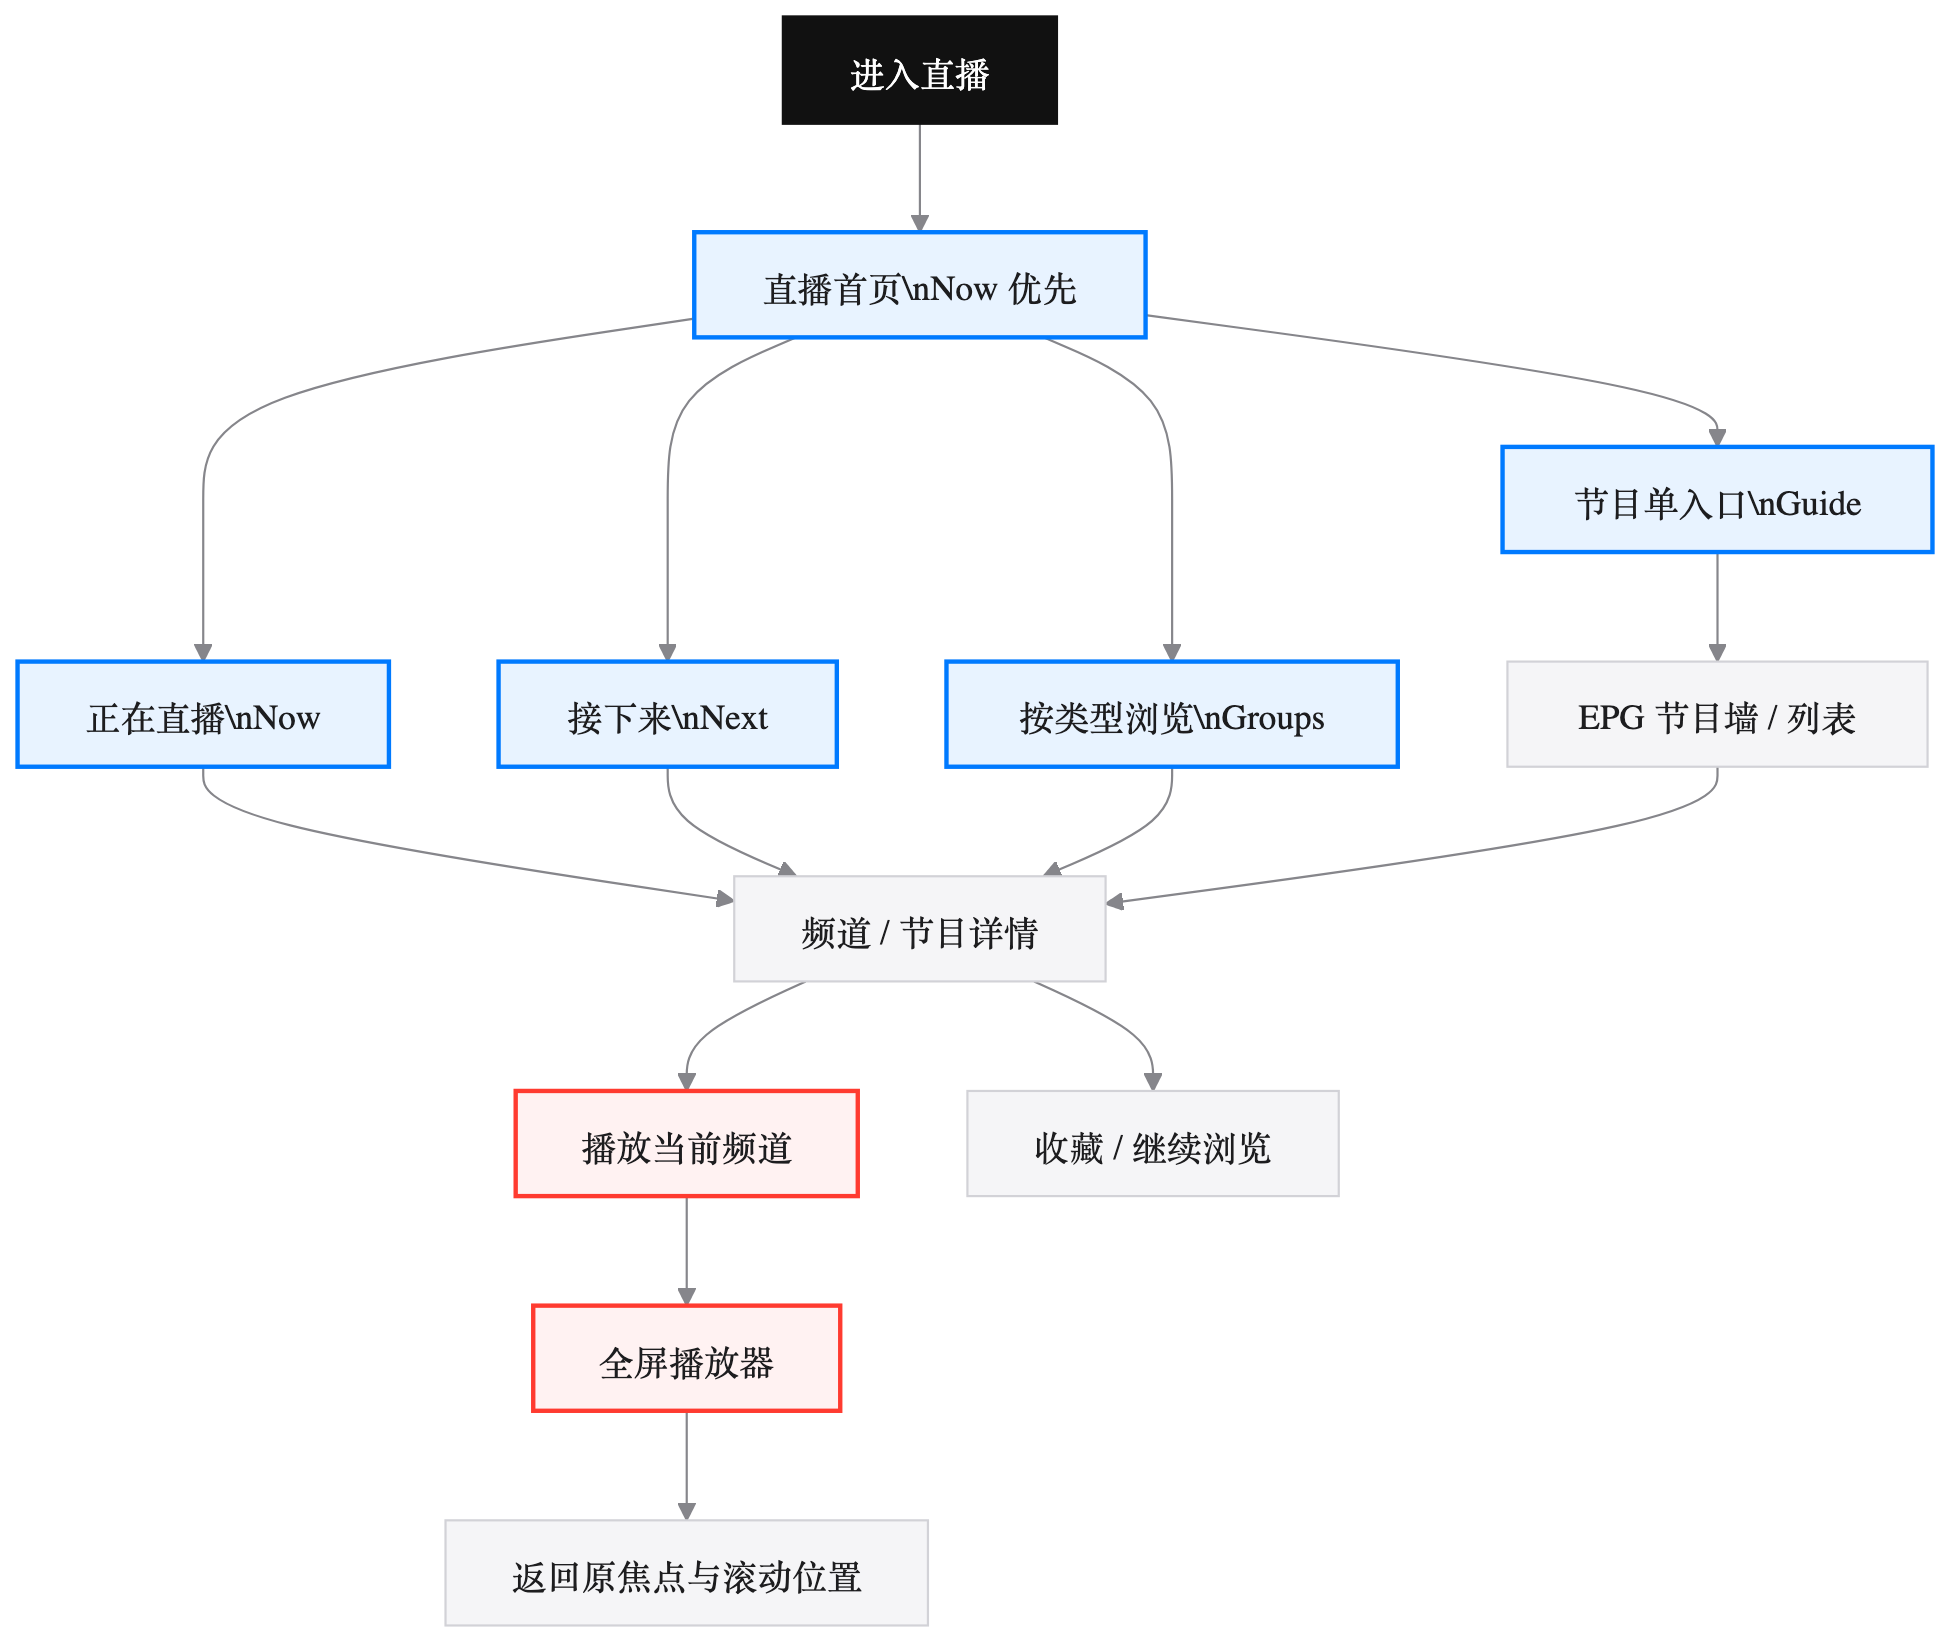 进入直播
直播首页\nNow 优先
节目单入口\nGuide
正在直播\nNow
接下来\nNext
按类型浏览\nGroups
EPG 节目墙 / 列表
频道 / 节目详情
播放当前频道
收藏 / 继续浏览
全屏播放器
返回原焦点与滚动位置